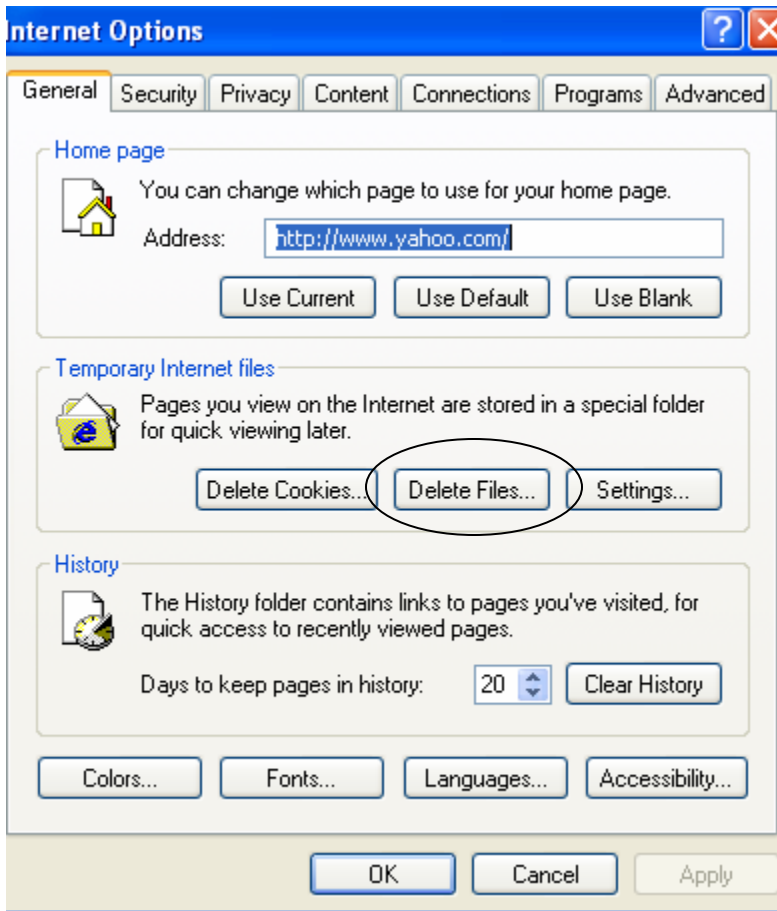 Internet Options
General Security Privacy Content Connections Programs Advanced
Home page
You can change which page to use for your home page.
Address: http://www.yahoo.com/
Use Current Use Default Use Blank
Temporary Internet files
Pages you view on the Internet are stored in a special folder
for quick viewing later.
Delete Cookies... Delete Files... Settings...
History
The History folder contains links to pages you've visited, for
quick access to recently viewed pages.
Days to keep pages in history: 20 Clear History
Colors... Fonts... Languages... Accessibility...
OK Cancel Apply